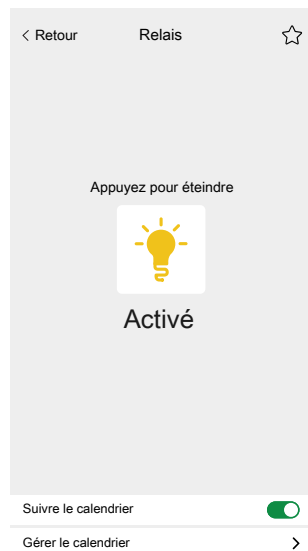 < Retour Relais
Appuyez pour éteindre
Activé
Suivre le calendrier
Gérer le calendrier